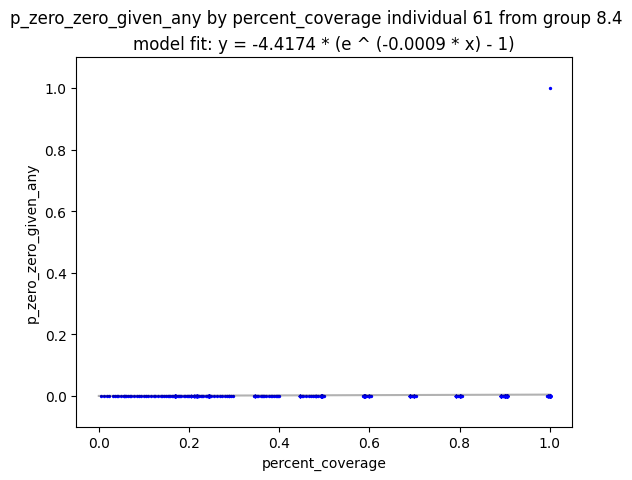 p_zero_zero_given_any by percent_coverage individual 61 from group 8.4
model fit: y = -4.4174 * (e ^ (-0.0009 * x) - 1)
1.0
0.8
0.6
0.4
0.2
0.0
p_zero_zero_given_any
0.0 0.2 0.4 0.6 0.8 1.0
percent_coverage